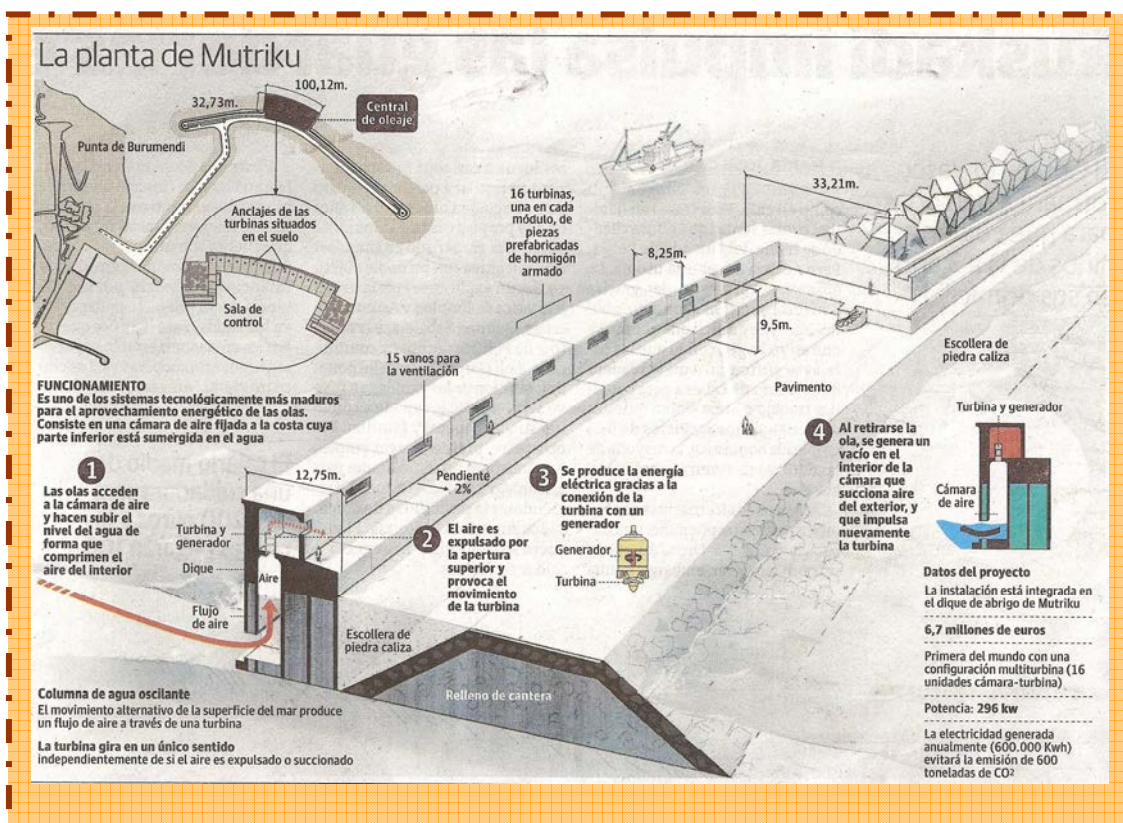 La planta de Mutriku
100,12m.
32,73m.
Central
de oleaje
Punta de Burumendi
Anclajes de las
turbinas situados
en el suelo
Sala de
control
16 turbinas,
una en cada
módulo, de
piezas
prefabricadas
de hormigón
armado
33,21m.
8,25m.
9,5m.
15 vanos para
la ventilación
Escollera de
piedra caliza
Pavimento
FUNCIONAMIENTO
Es uno de los sistemas tecnológicamente más maduros
para el aprovechamiento energético de las olas.
Consiste en una cámara de aire fijada a la costa cuya
parte inferior está sumergida en el agua
1
Las olas acceden
a la cámara de aire
y hacen subir el
nivel del agua de
forma que
comprimen el
aire del interior
12,75m.
Pendiente
2%
Turbina y
generador
Dique
Aire
Flujo
de aire
2
El aire es
expulsado por
la apertura
superior y
provoca el
movimiento
de la turbina
3
Se produce la energía
eléctrica gracias a la
conexión de la
turbina con un
generador
Generador
Turbina
4
Al retirarse la
ola, se genera un
vacío en el
interior de la
cámara que
succiona aire
del exterior, y
que impulsa
nuevamente
la turbina
Turbina y generador
Cámara
de aire
Escollera de
piedra caliza
Relleno de cantera
Columna de agua oscilante
El movimiento alternativo de la superficie del mar produce
un flujo de aire a través de una turbina
La turbina gira en un único sentido
independientemente de si el aire es expulsado o succionado
Datos del proyecto
La instalación está integrada en
el dique de abrigo de Mutriku
6,7 millones de euros
Primera del mundo con una
configuración multiturbina (16
unidades cámara-turbina)
Potencia: 296 kw
La electricidad generada
anualmente (600.000 Kwh)
evitará la emisión de 600
toneladas de CO2